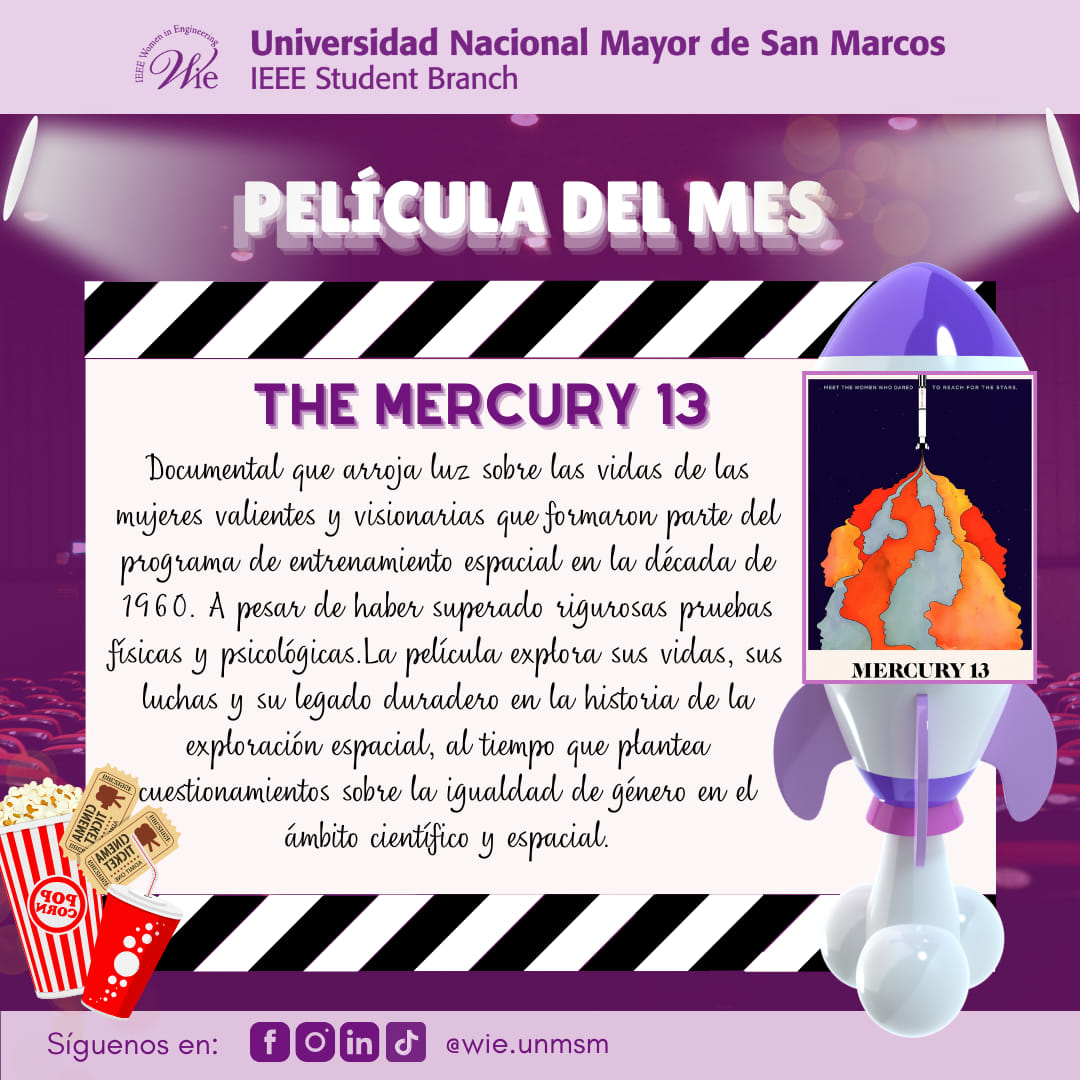 IEEE Women in Engineering
Wie
Universidad Nacional Mayor de San Marcos
IEEE Student Branch
PELÍCULA DEL MES
THE MERCURY 13
Documental que arroja luz sobre las vidas de las
mujeres valientes y visionarias que formaron parte del
programa de entrenamiento espacial en la década de
1960. A pesar de haber superado rigurosas pruebas
físicas y psicológicas.La película explora sus vidas, sus
luchas y su legado duradero en la historia de la
exploración espacial, al tiempo que plantea
cuestionamientos sobre la igualdad de género en el
ámbito científico y espacial.
MEET THE WOMEN WHO DARED TO REACH FOR THE STARS.
MERCURY 13
CINEMA
TICKET
CINEMA
TICKET
ADMIT ONE
POP
CORN
Síguenos en:
@wie.unmsm